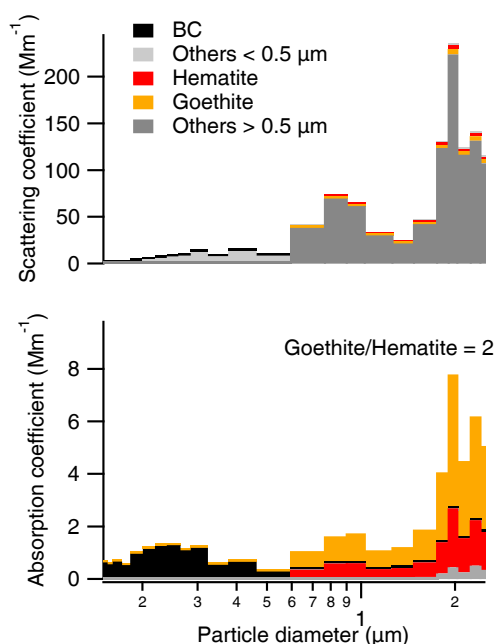 Scattering coefficient (Mm⁻¹)
200
150
100
50
0
BC
Others < 0.5 µm
Hematite
Goethite
Others > 0.5 µm
Absorption coefficient (Mm⁻¹)
8
6
4
2
0
Goethite/Hematite = 2
2 3 4 5 6 7 8 9 1 2
Particle diameter (µm)